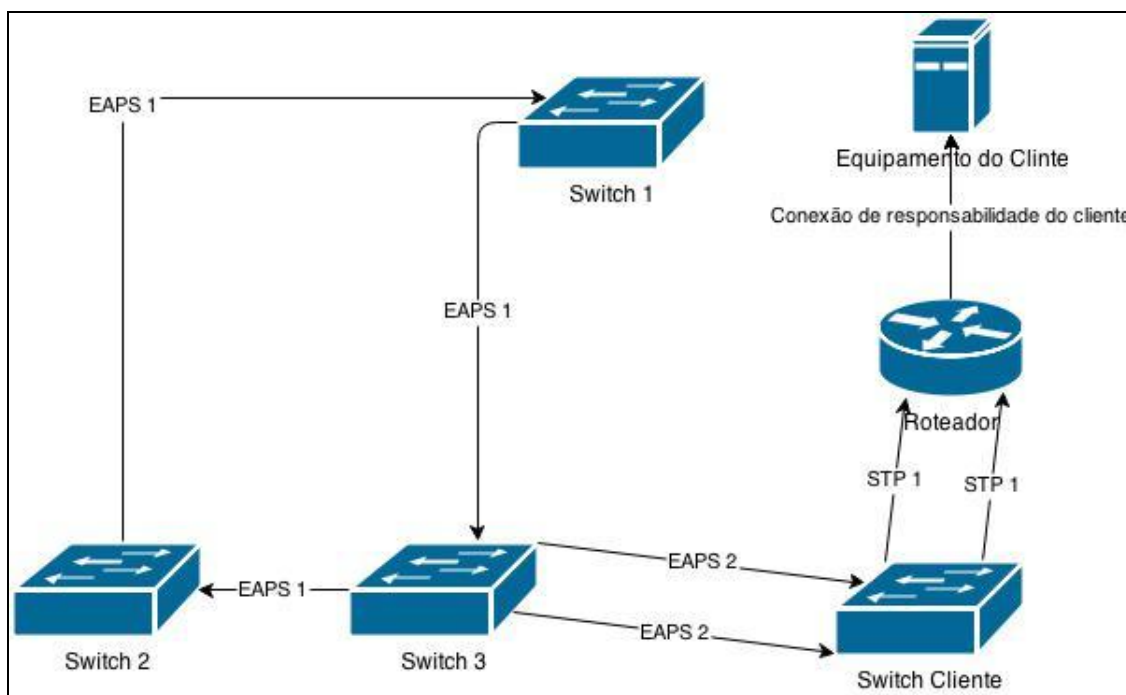 EAPS 1
Switch 1
Equipamento do Clinte
Conexão de responsabilidade do cliente
EAPS 1
Roteador
STP 1
STP 1
EAPS 2
EAPS 1
EAPS 2
Switch 2
Switch 3
Switch Cliente